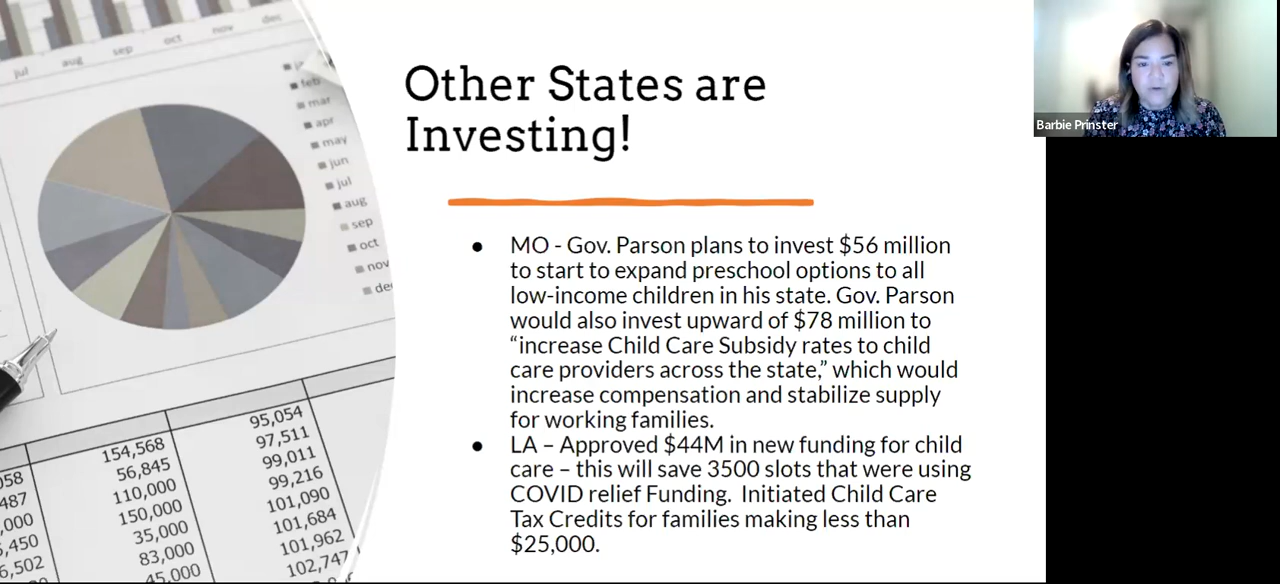 Other States are
Investing!
● MO - Gov. Parson plans to invest $56 million
to start to expand preschool options to all
low-income children in his state. Gov. Parson
would also invest upward of $78 million to
“increase Child Care Subsidy rates to child
care providers across the state,” which would
increase compensation and stabilize supply
for working families.
● LA – Approved $44M in new funding for child
care – this will save 3500 slots that were using
COVID relief Funding. Initiated Child Care
Tax Credits for families making less than
$25,000.
Barbie Prinster
jul aug sep oct nov dec
feb
mar
apr
may
jun
jul
aug
sep
oct
nov
154,568 95,054
56,845 97,511
110,000 99,011
150,000 99,216
35,000 101,090
83,000 101,684
45,000 101,962
102,747